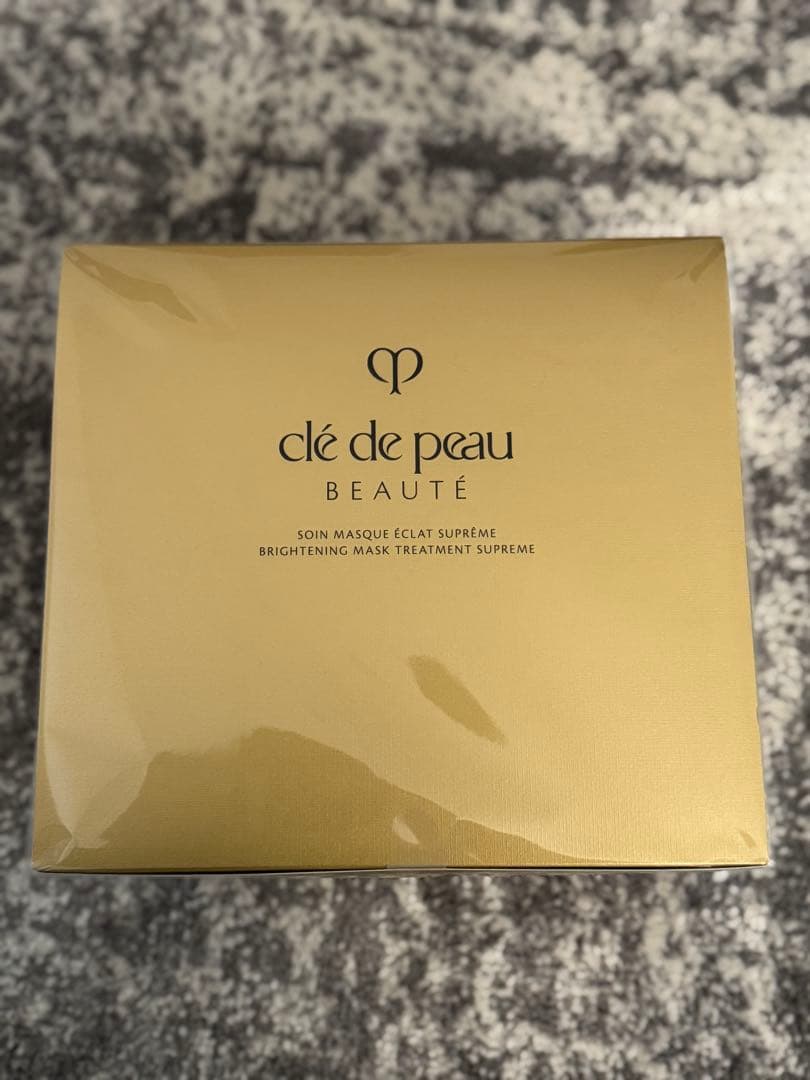 clé de peau
BEAUTÉ
SOIN MASQUE ÉCLAT SUPRÊME
BRIGHTENING MASK TREATMENT SUPREME